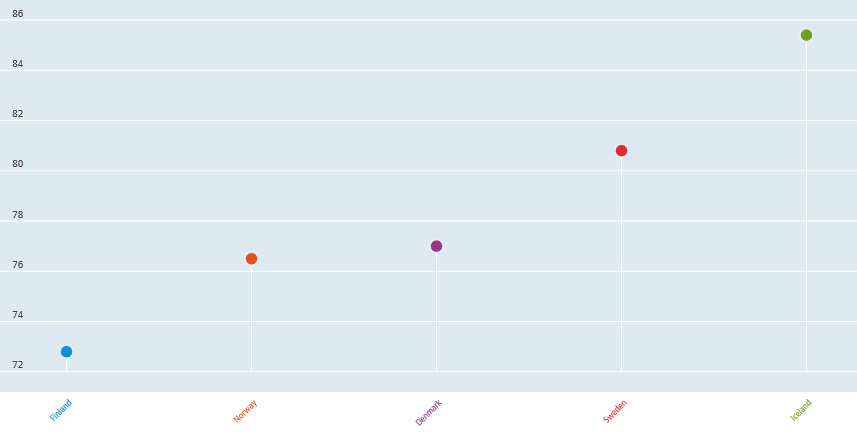 86
84
82
80
78
76
74
72
Finland
Norway
Denmark
Sweden
Iceland